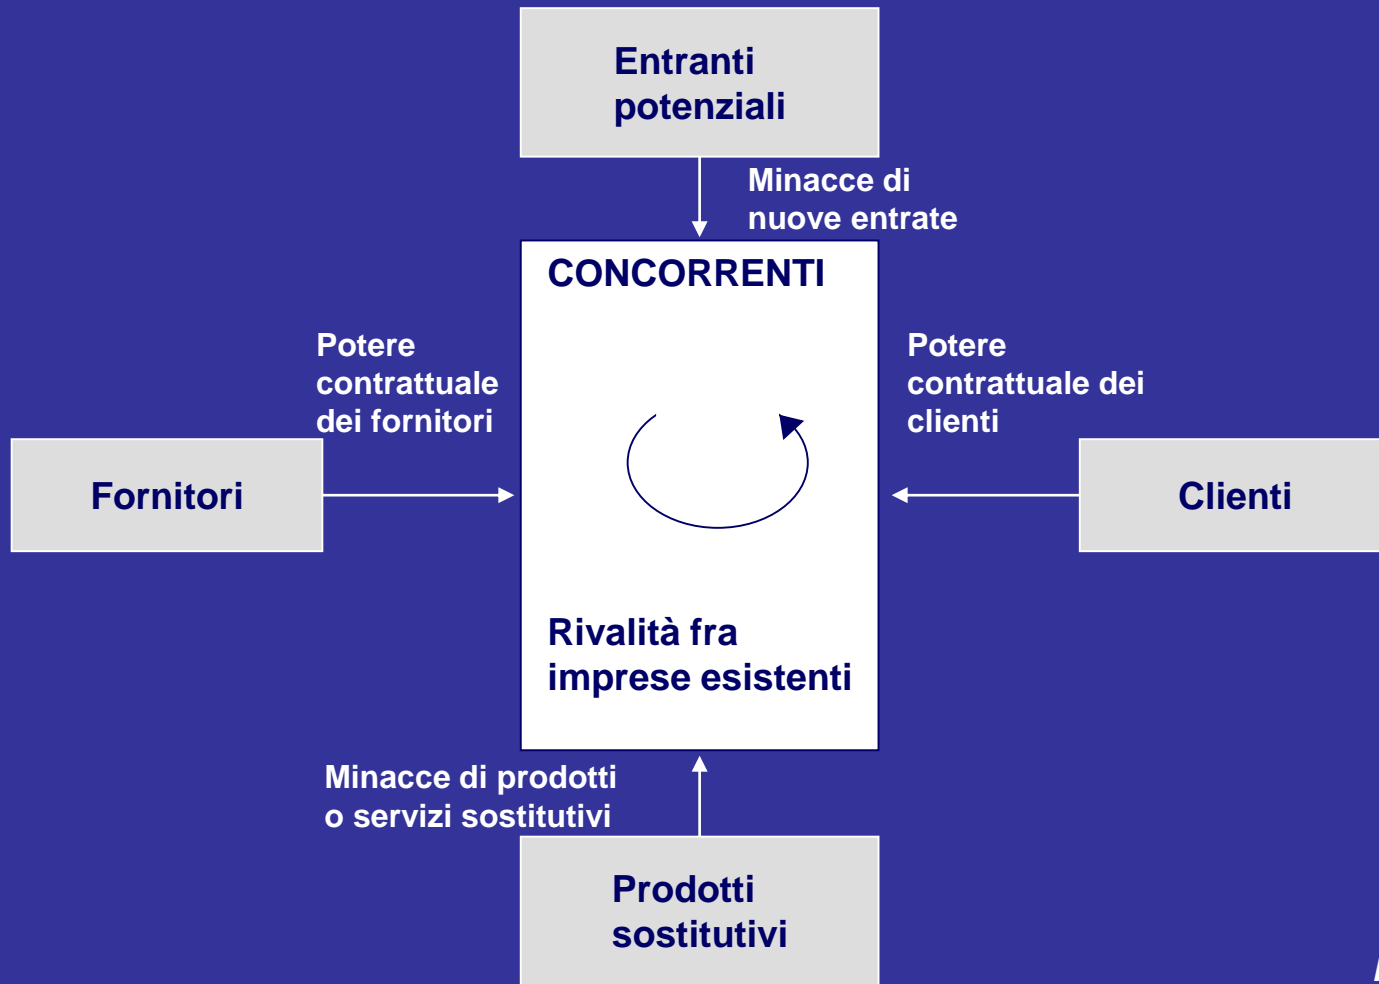 Entranti
potenziali
Minacce di
nuove entrate
CONCORRENTI
Potere
contrattuale
dei fornitori
Potere
contrattuale dei
clienti
Fornitori
Clienti
Rivalità fra
imprese esistenti
Minacce di prodotti
o servizi sostitutivi
Prodotti
sostitutivi